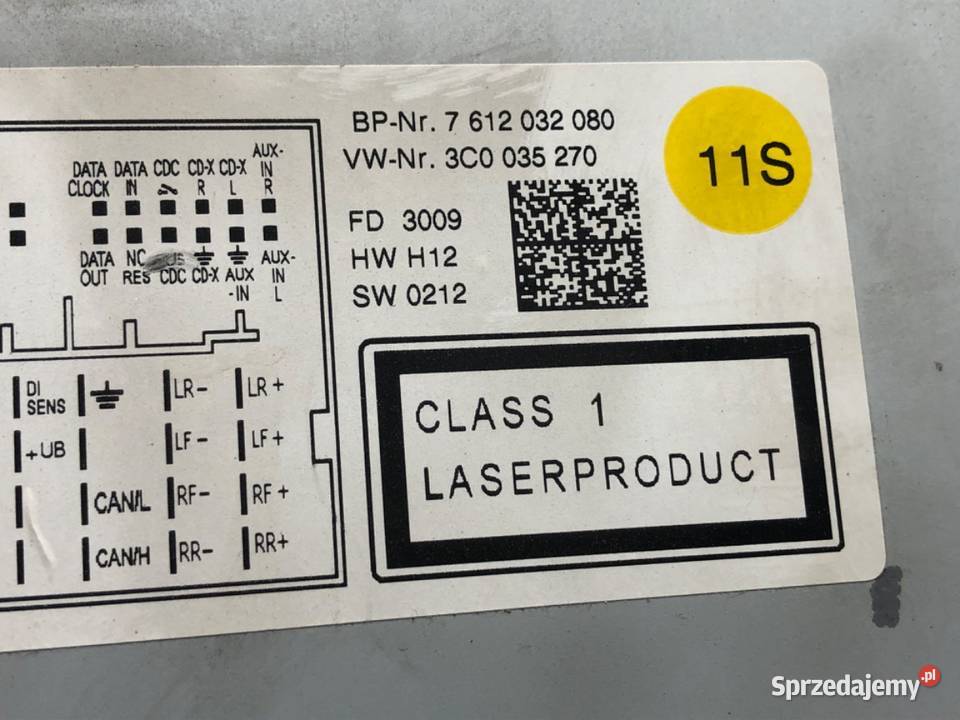 BP-Nr. 7 612 032 080
VW-Nr. 3C0 035 270
11S
FD 3009
HW H12
SW 0212
CLASS 1
LASERPRODUCT
DATA CLOCK
DATA IN
CDC
CD-X R
CD-X L
AUX-IN R
DATA OUT
NC RES
CDC
CD-X
AUX-IN
AUX-IN L
DI SENS
LR-
LR+
+UB
LF-
LF+
CAN/L
RF-
RF+
CAN/H
RR-
RR+
Sprzedajemy.pl